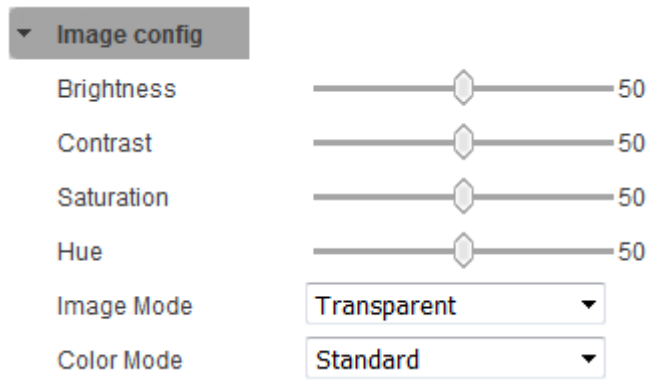 Image config
Brightness 50
Contrast 50
Saturation 50
Hue 50
Image Mode Transparent
Color Mode Standard